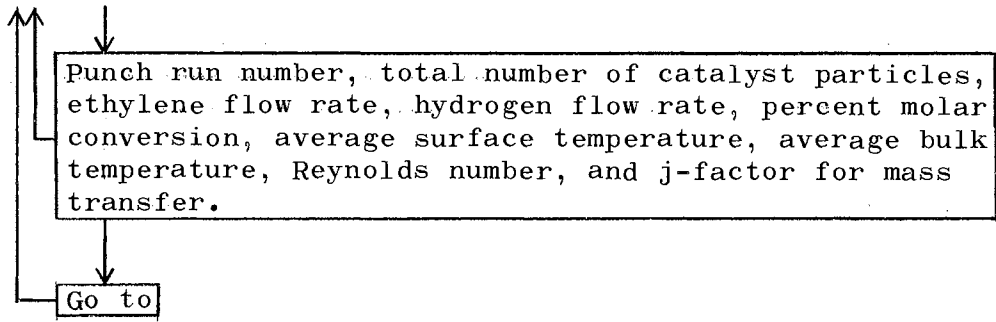 Punch run number, total number of catalyst particles,
ethylene flow rate, hydrogen flow rate, percent molar
conversion, average surface temperature, average bulk
temperature, Reynolds number, and j-factor for mass
transfer.
Go to